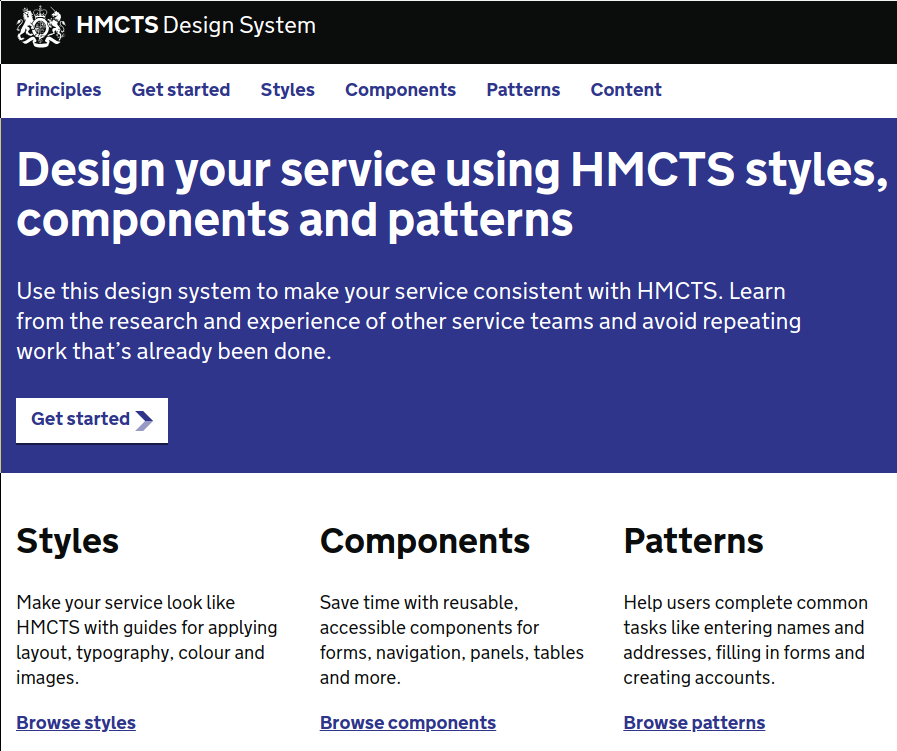 HMCTS Design System
Principles Get started Styles Components Patterns Content
Design your service using HMCTS styles,
components and patterns
Use this design system to make your service consistent with HMCTS. Learn
from the research and experience of other service teams and avoid repeating
work that’s already been done.
Get started
Styles
Make your service look like
HMCTS with guides for applying
layout, typography, colour and
images.
Browse styles
Components
Save time with reusable,
accessible components for
forms, navigation, panels, tables
and more.
Browse components
Patterns
Help users complete common
tasks like entering names and
addresses, filling in forms and
creating accounts.
Browse patterns